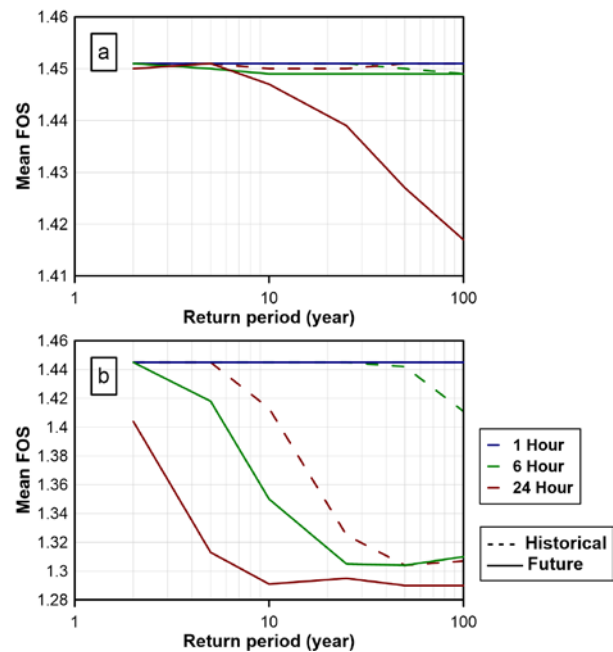 1.46
1.45
1.44
1.43
1.42
1.41
Mean FOS
a
1
10
100
Return period (year)
1.46
1.44
1.42
1.4
1.38
1.36
1.34
1.32
1.3
1.28
Mean FOS
b
1
10
100
Return period (year)
1 Hour
6 Hour
24 Hour
Historical
Future